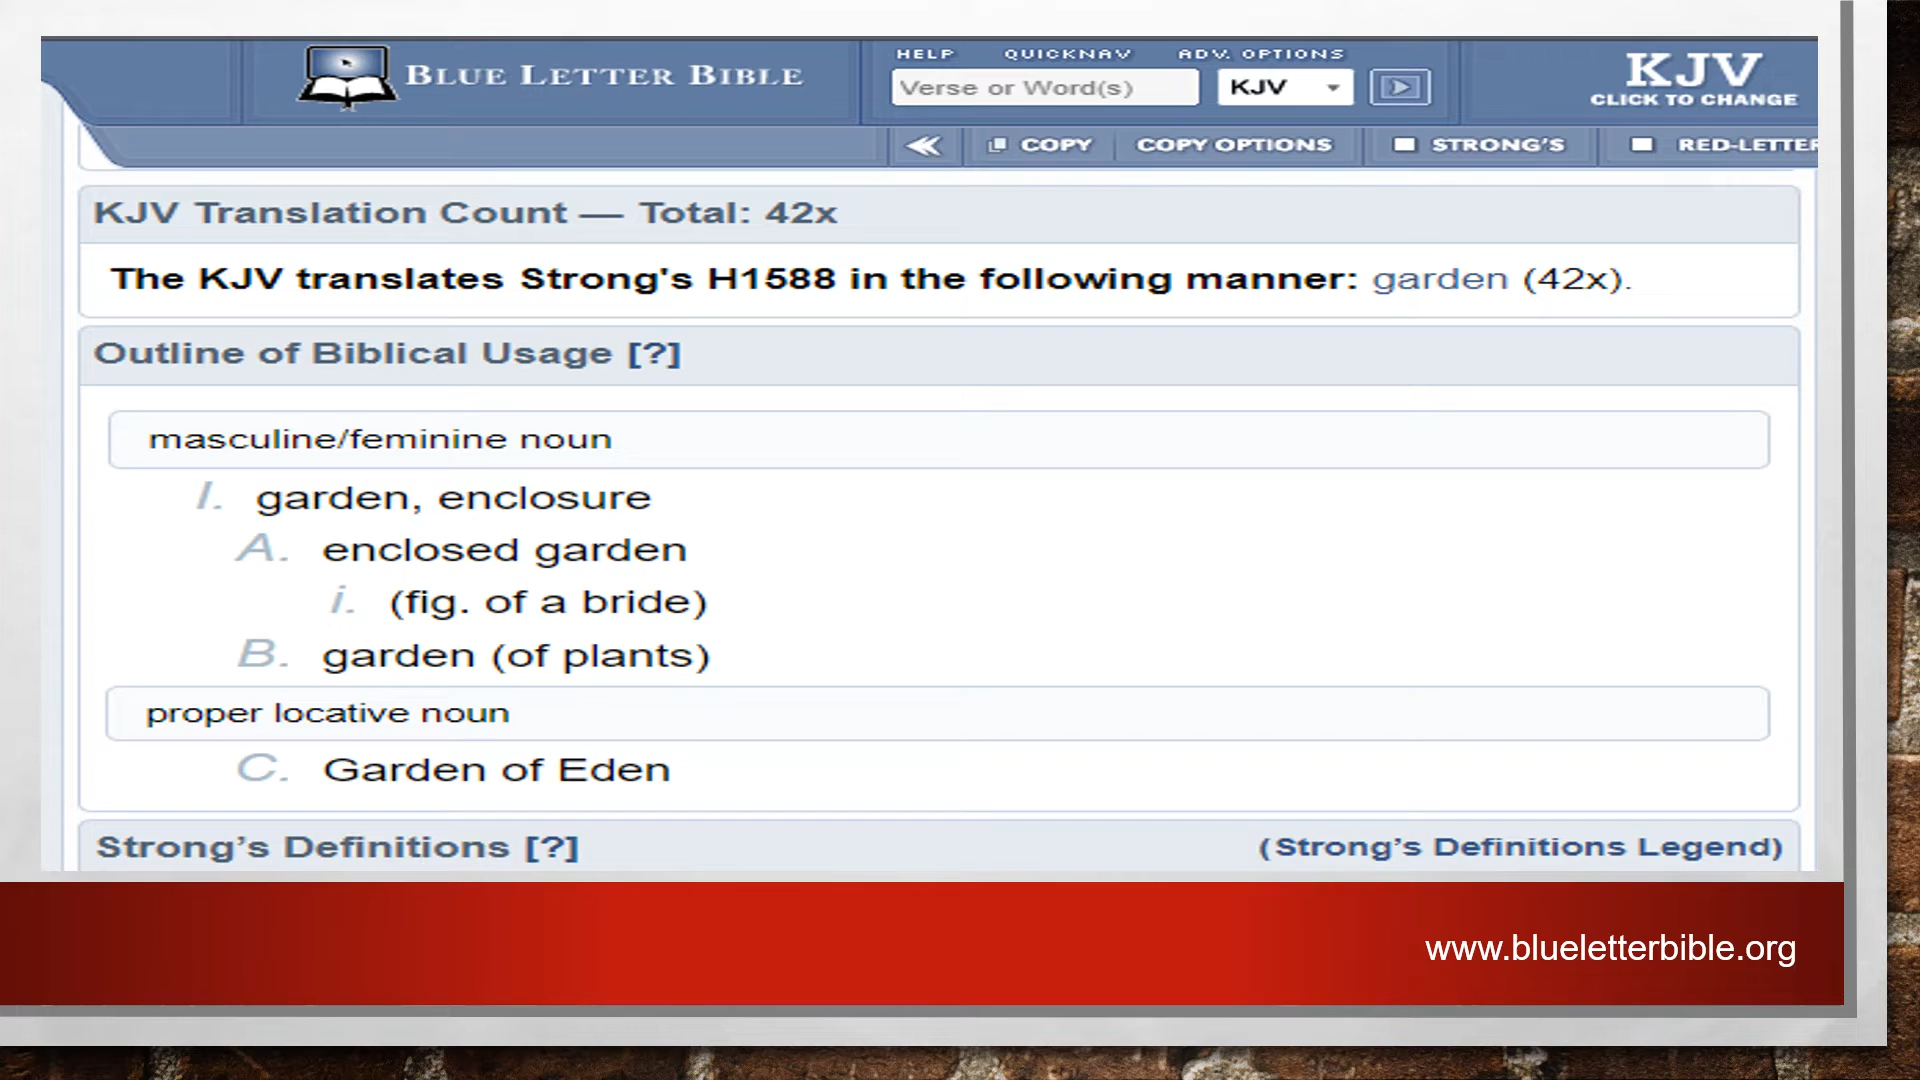 BLUE LETTER BIBLE
HELP QUICKNAV ADV. OPTIONS
Verse or Word(s) KJV
KJV
CLICK TO CHANGE
COPY COPY OPTIONS STRONG'S RED-LETTER
KJV Translation Count — Total: 42x
The KJV translates Strong's H1588 in the following manner: garden (42x).
Outline of Biblical Usage [?]
masculine/feminine noun
I. garden, enclosure
A. enclosed garden
i. (fig. of a bride)
B. garden (of plants)
proper locative noun
C. Garden of Eden
Strong’s Definitions [?] (Strong’s Definitions Legend)
www.blueletterbible.org